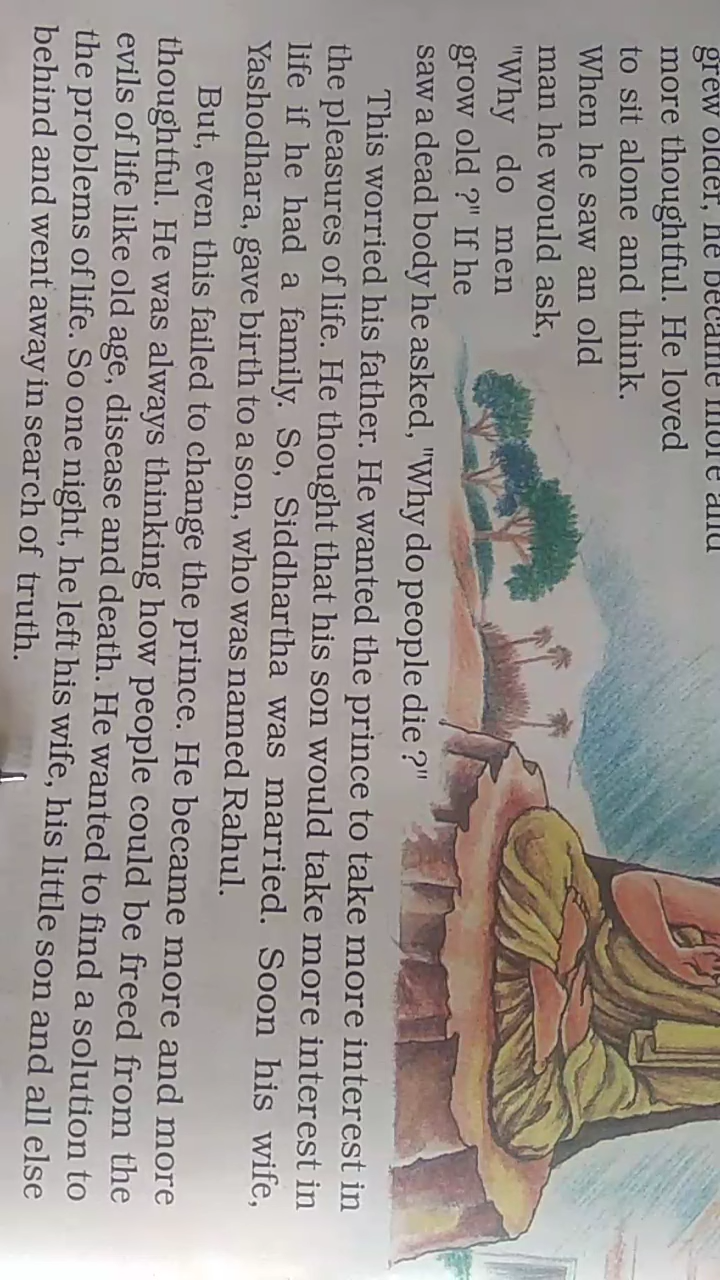 grew older, he became more and
more thoughtful. He loved
to sit alone and think.
When he saw an old
man he would ask,
"Why do men
grow old ?" If he
saw a dead body he asked, "Why do people die ?"
This worried his father. He wanted the prince to take more interest in
the pleasures of life. He thought that his son would take more interest in
life if he had a family. So, Siddhartha was married. Soon his wife,
Yashodhara, gave birth to a son, who was named Rahul.
But, even this failed to change the prince. He became more and more
thoughtful. He was always thinking how people could be freed from the
evils of life like old age, disease and death. He wanted to find a solution to
the problems of life. So one night, he left his wife, his little son and all else
behind and went away in search of truth.